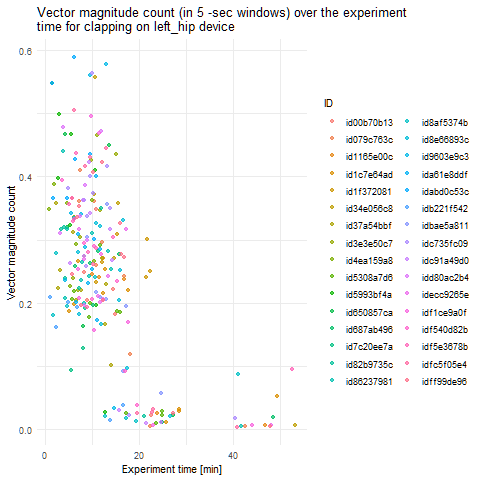 Vector magnitude count (in 5 -sec windows) over the experiment
time for clapping on left_hip device
Vector magnitude count
0.6
0.4
0.2
0.0
0
20
40
Experiment time [min]
ID
id00b70b13
id079c763c
id1165e00c
id1c7e64ad
id1f372081
id34e056c8
id37a54bbf
id3e3e50c7
id4ea159a8
id5308a7d6
id5993bf4a
id650857ca
id687ab496
id7c20ee7a
id82b9735c
id86237981
id8af5374b
id8e66893c
id9603e9c3
ida61e8ddf
idabd0c53c
idb221f542
idbae5a811
idc735fc09
idc91a49d0
idd80ac2b4
idecc9265e
idf1ce9a0f
idf540d82b
idf5e3678b
idfc5f05e4
idff99de96